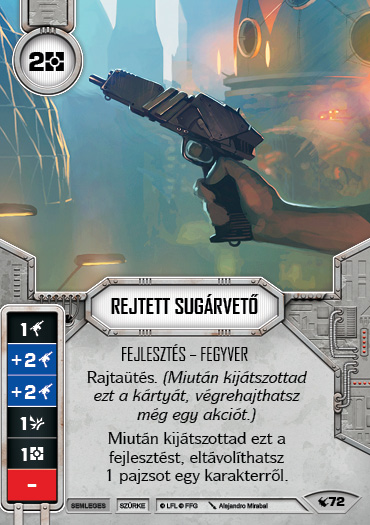 2
REJTETT SUGÁRVETŐ
FEJLESZTÉS – FEGYVER
Rajtaütés. (Miután kijátszottad
ezt a kártyát, végrehajthatsz
még egy akciót.)
Miután kijátszottad ezt a
fejlesztést, eltávolíthatsz
1 pajzsot egy karakterről.
1
+2
+2
1
1
–
SEMLEGES
SZÜRKE
© LFL © FFG
Alejandro Mirabal
72